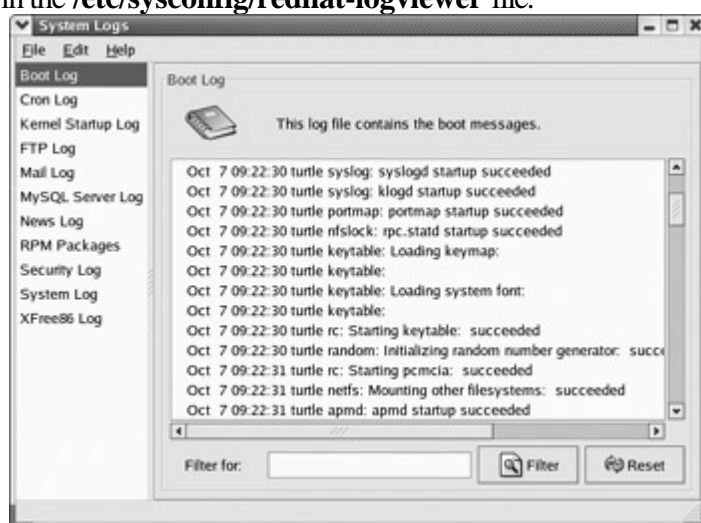 in the /etc/sysconfig/redhat-logviewer file.
System Logs
File Edit Help
Boot Log
Cron Log
Kernel Startup Log
FTP Log
Mail Log
MySQL Server Log
News Log
RPM Packages
Security Log
System Log
XFree86 Log
Boot Log
This log file contains the boot messages.
Oct 7 09:22:30 turtle syslog: syslogd startup succeeded
Oct 7 09:22:30 turtle syslog: klogd startup succeeded
Oct 7 09:22:30 turtle portmap: portmap startup succeeded
Oct 7 09:22:30 turtle nfslock: rpc.statd startup succeeded
Oct 7 09:22:30 turtle keytable: Loading keymap:
Oct 7 09:22:30 turtle keytable:
Oct 7 09:22:30 turtle keytable: Loading system font:
Oct 7 09:22:30 turtle keytable:
Oct 7 09:22:30 turtle rc: Starting keytable: succeeded
Oct 7 09:22:30 turtle random: Initializing random number generator: succe
Oct 7 09:22:31 turtle rc: Starting pcmcia: succeeded
Oct 7 09:22:31 turtle netfs: Mounting other filesystems: succeeded
Oct 7 09:22:31 turtle apmd: apmd startup succeeded
Filter for: Filter Reset